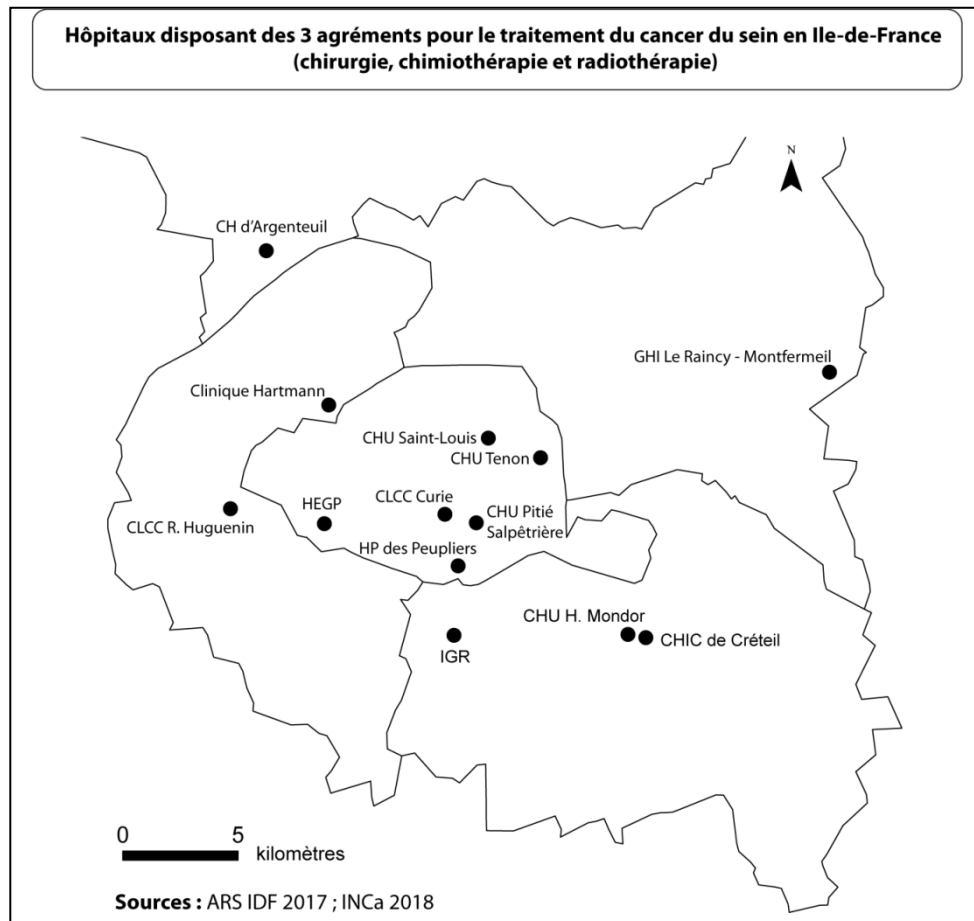 Hôpitaux disposant des 3 agréments pour le traitement du cancer du sein en Ile-de-France
(chirurgie, chimiothérapie et radiothérapie)
N
CH d'Argenteuil
GHI Le Raincy - Montfermeil
Clinique Hartmann
CHU Saint-Louis
CHU Tenon
CLCC Curie
HEGP
CHU Pitié
Salpêtrière
CLCC R. Huguenin
HP des Peupliers
CHU H. Mondor
CHIC de Créteil
IGR
0 5
kilomètres
Sources : ARS IDF 2017 ; INCa 2018